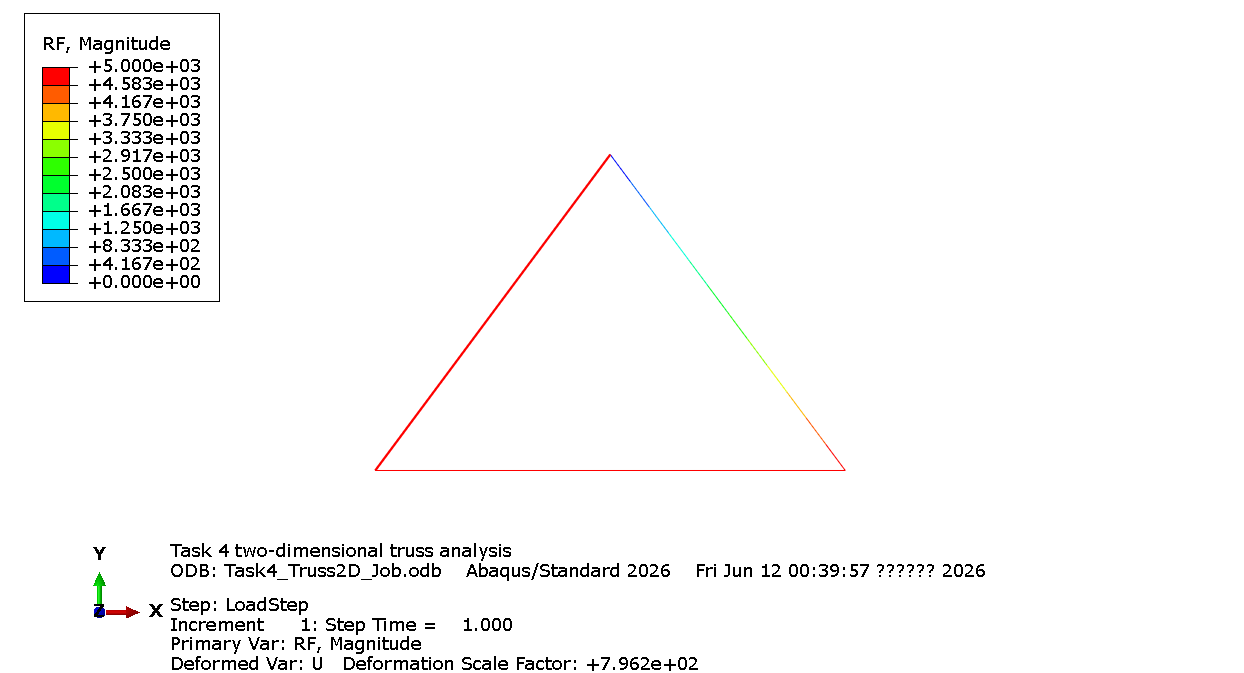 RF, Magnitude
+5.000e+03
+4.583e+03
+4.167e+03
+3.750e+03
+3.333e+03
+2.917e+03
+2.500e+03
+2.083e+03
+1.667e+03
+1.250e+03
+8.333e+02
+4.167e+02
+0.000e+00
Y
Z
X
Task 4 two-dimensional truss analysis
ODB: Task4_Truss2D_Job.odb    Abaqus/Standard 2026    Fri Jun 12 00:39:57 ?????? 2026
Step: LoadStep
Increment      1: Step Time =    1.000
Primary Var: RF, Magnitude
Deformed Var: U   Deformation Scale Factor: +7.962e+02